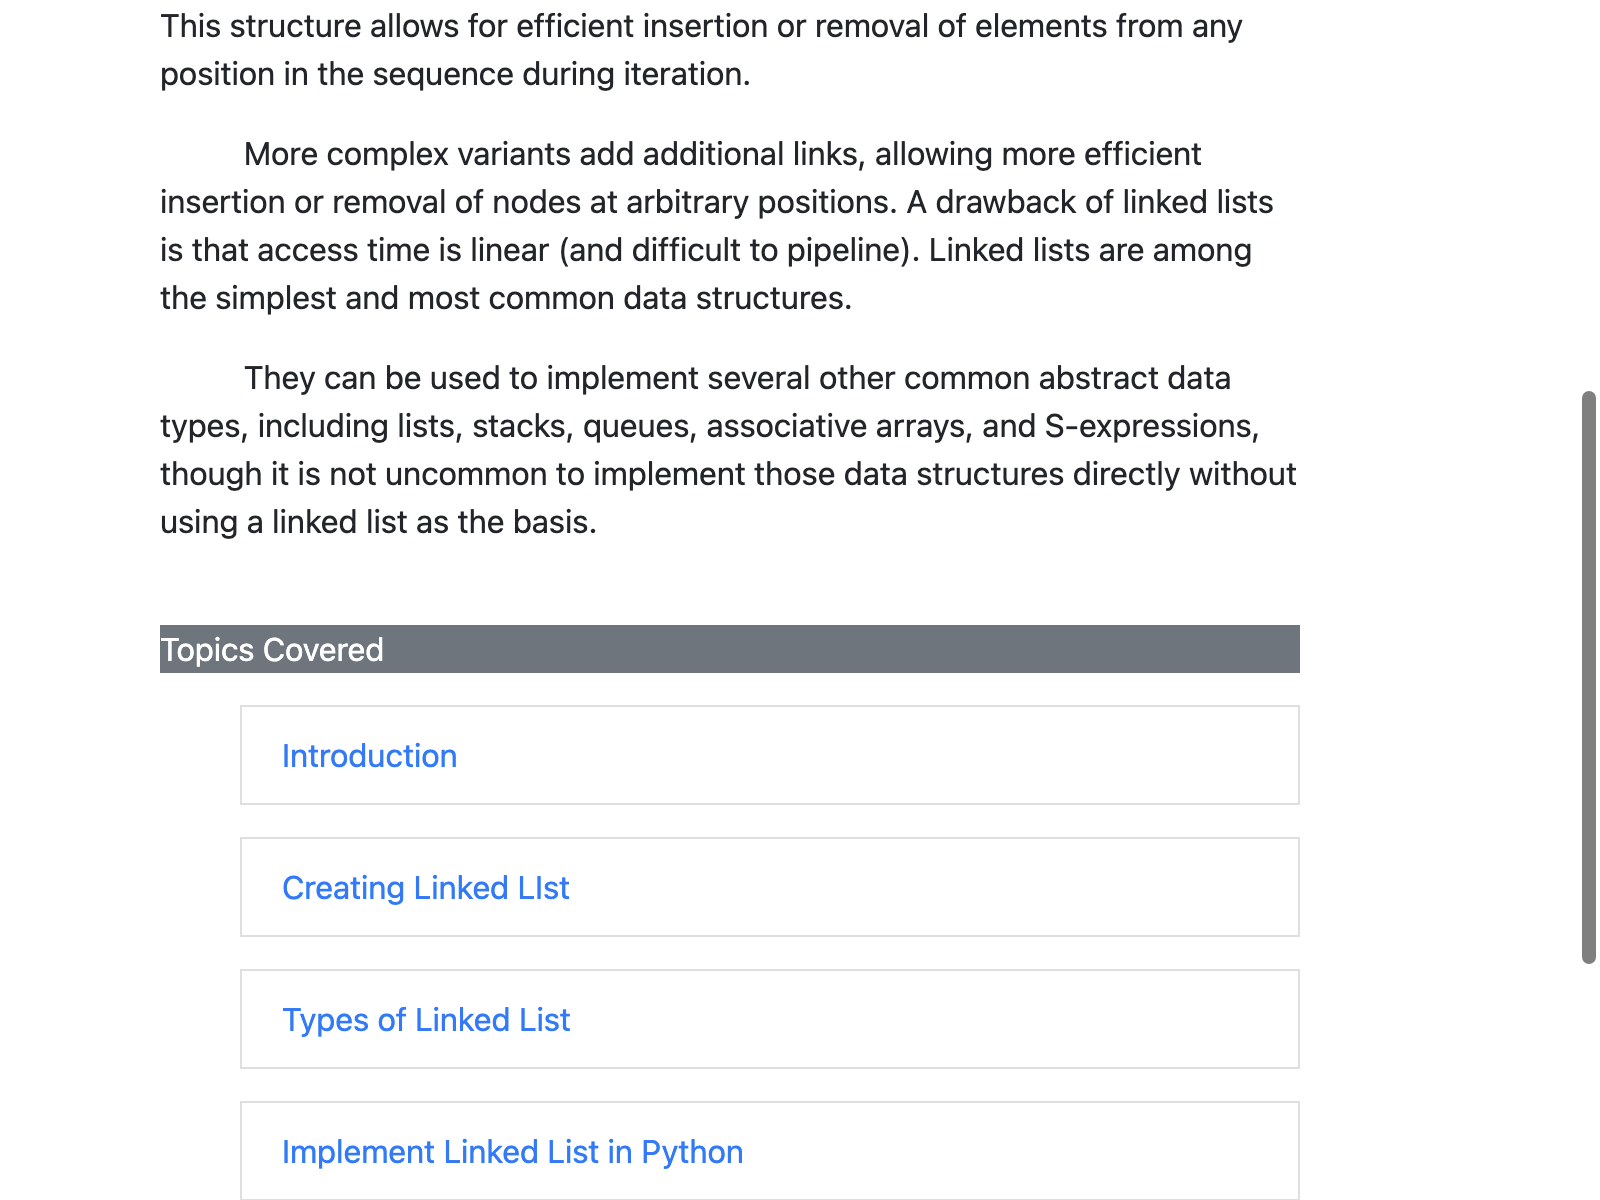 This structure allows for efficient insertion or removal of elements from any
position in the sequence during iteration.
More complex variants add additional links, allowing more efficient
insertion or removal of nodes at arbitrary positions. A drawback of linked lists
is that access time is linear (and difficult to pipeline). Linked lists are among
the simplest and most common data structures.
They can be used to implement several other common abstract data
types, including lists, stacks, queues, associative arrays, and S-expressions,
though it is not uncommon to implement those data structures directly without
using a linked list as the basis.
Topics Covered
Introduction
Creating Linked LIst
Types of Linked List
Implement Linked List in Python